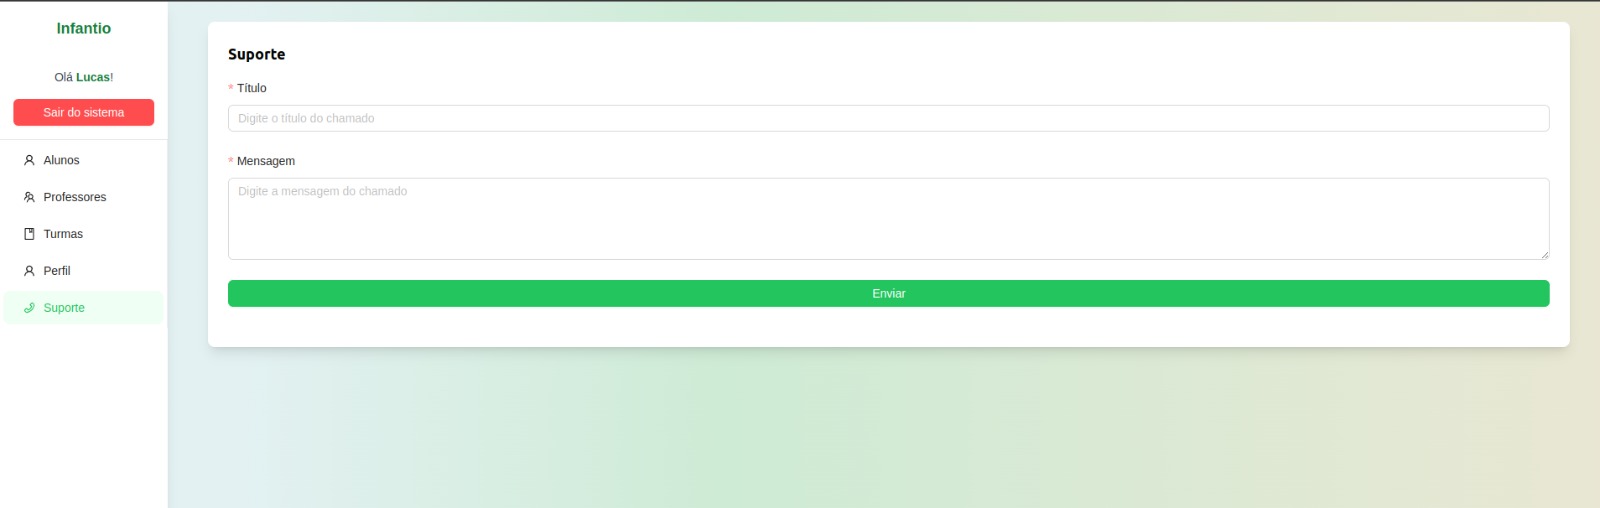 Infantio
Olá Lucas!
Sair do sistema
Alunos
Professores
Turmas
Perfil
Suporte
Suporte
* Título
Digite o título do chamado
* Mensagem
Digite a mensagem do chamado
Enviar